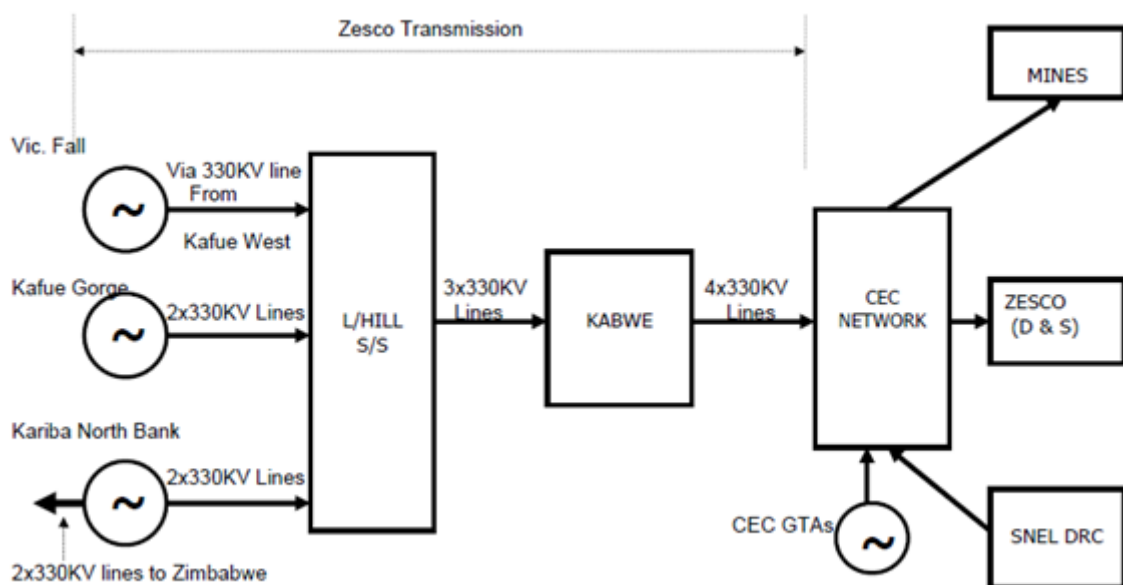 Zesco Transmission
MINES
Vic. Fall
Via 330KV line
From
Kafue West
Kafue Gorge
2x330KV Lines
L/HILL
S/S
3x330KV
Lines
KABWE
4x330KV
Lines
CEC
NETWORK
ZESCO
(D & S)
Kariba North Bank
2x330KV Lines
2x330KV lines to Zimbabwe
CEC GTAs
SNEL DRC
~
~
~
~